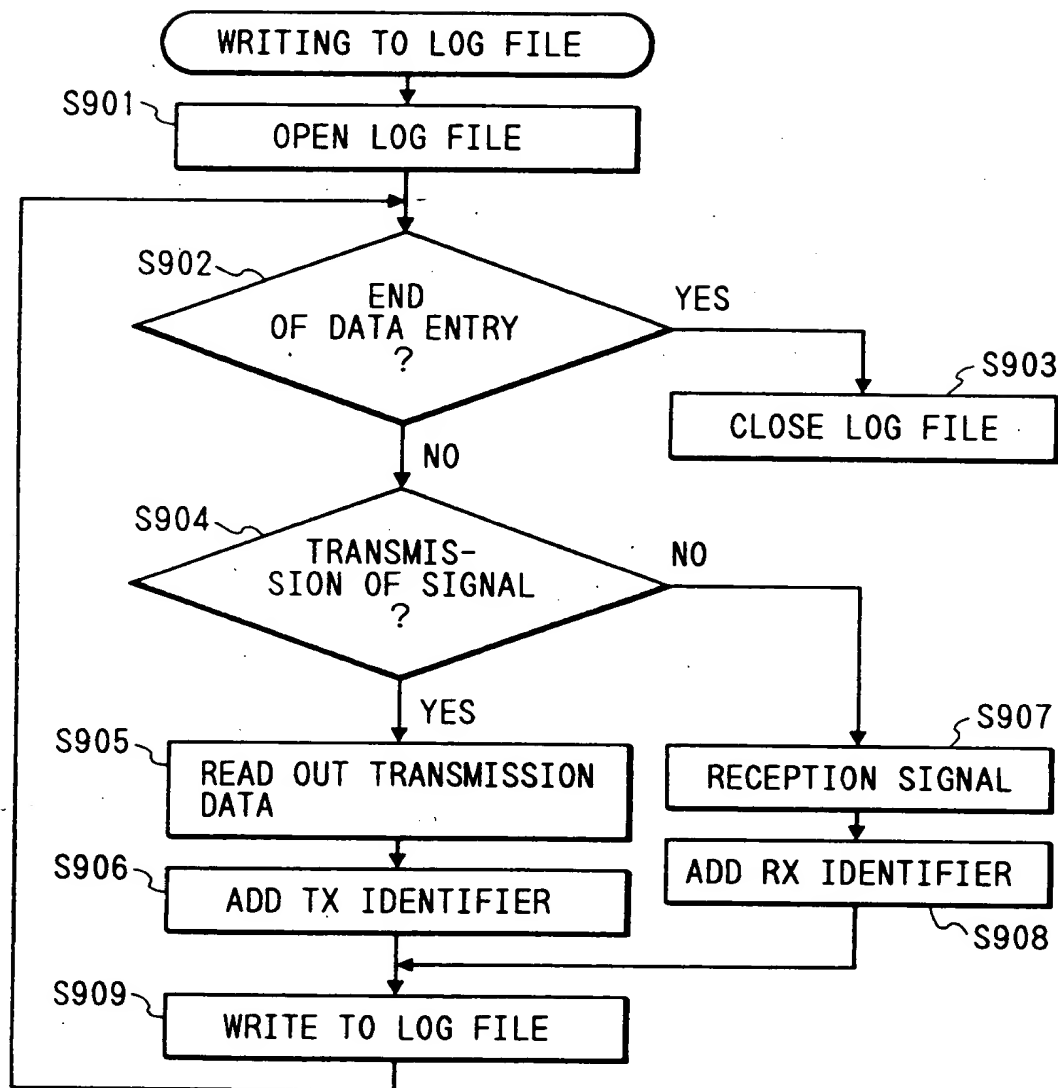 WRITING TO LOG FILE
S901
OPEN LOG FILE
S902
END
OF DATA ENTRY
?
YES
S903
CLOSE LOG FILE
NO
S904
TRANSMIS-
SION OF SIGNAL
?
NO
YES
S905
READ OUT TRANSMISSION
DATA
S907
RECEPTION SIGNAL
S906
ADD TX IDENTIFIER
ADD RX IDENTIFIER
S908
S909
WRITE TO LOG FILE